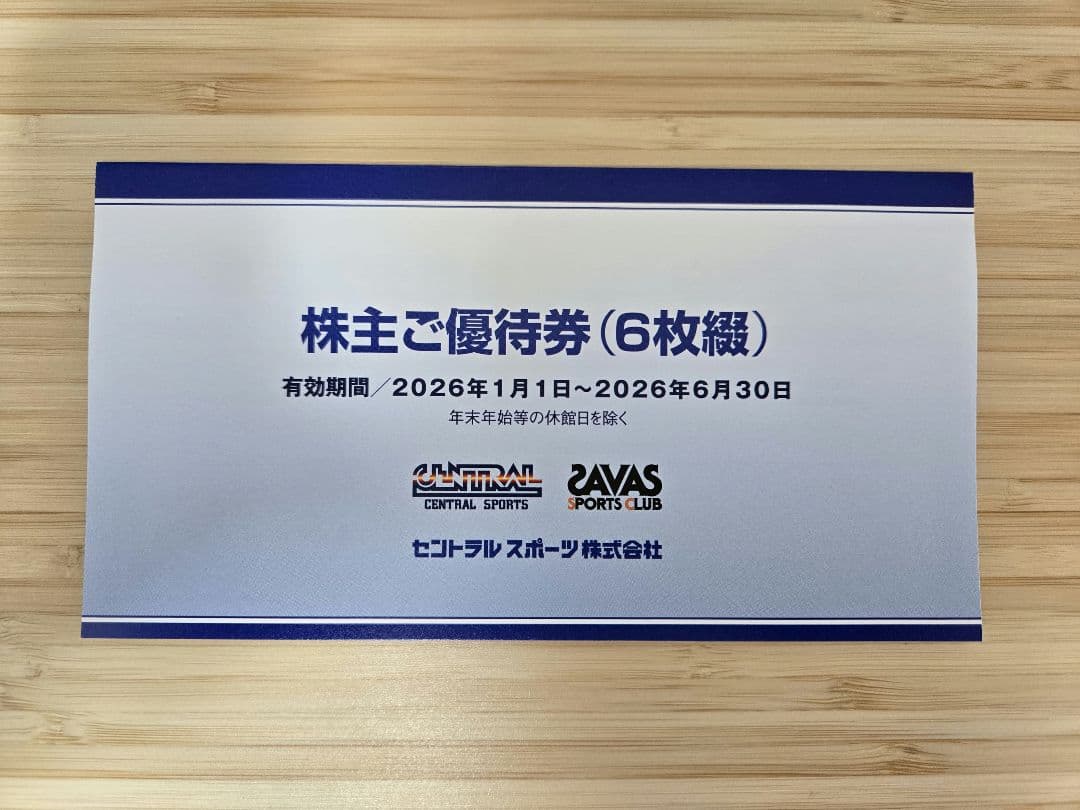 株主ご優待券（6枚綴）
有効期間／2026年1月1日～2026年6月30日
年末年始等の休館日を除く
CENTRAL
CENTRAL SPORTS
SAVAS
SPORTS CLUB
セントラルスポーツ株式会社